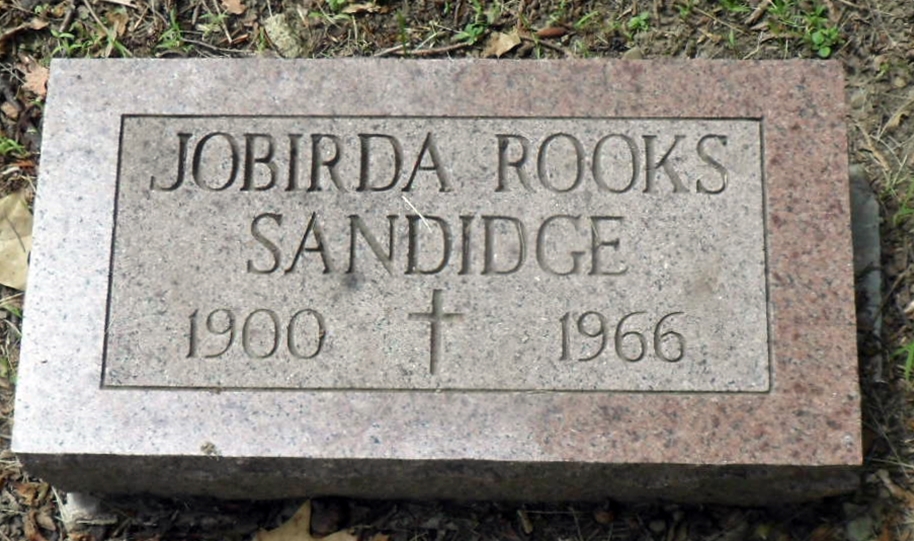 JOBIRDA ROOKS
SANDIDGE
1900 1966